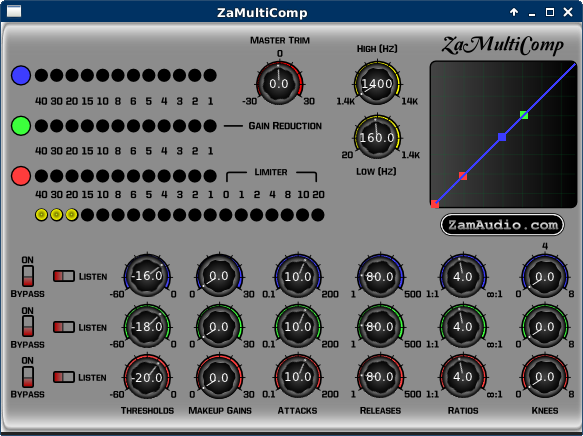 ZaMultiComp
MASTER TRIM
0
0.0
-30 30
HIGH (HZ)
1400
1.4K 14K
ZaMultiComp
40 30 20 15 10 8 6 5 4 3 2 1
GAIN REDUCTION
160.0
20 1.4K
LOW (HZ)
40 30 20 15 10 8 6 5 4 3 2 1
LIMITER
40 30 20 15 10 8 6 5 4 3 2 1 0 1 2 4 8 10 20
ZamAudio.com
4
ON
BYPASS
LISTEN
-16.0
-60 0
0.0
0 30
10.0
0.1 200
80.0
1 500
4.0
1:1 ∞:1
0.0
0 8
ON
BYPASS
LISTEN
-18.0
-60 0
0.0
0 30
10.0
0.1 200
80.0
1 500
4.0
1:1 ∞:1
0.0
0 8
ON
BYPASS
LISTEN
-20.0
-60 0
0.0
0 30
10.0
0.1 200
80.0
1 500
4.0
1:1 ∞:1
0.0
0 8
THRESHOLDS MAKEUP GAINS ATTACKS RELEASES RATIOS KNEES